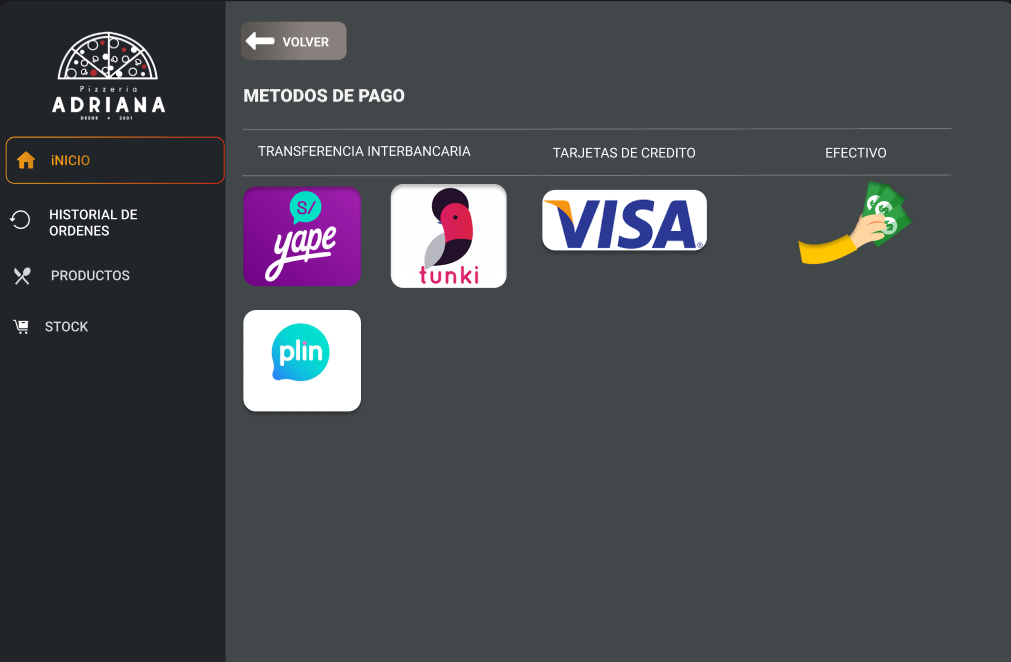 Pizzeria
ADRIANA
DESDE • 2001
iNICIO
HISTORIAL DE
ORDENES
PRODUCTOS
STOCK
VOLVER
METODOS DE PAGO
TRANSFERENCIA INTERBANCARIA
TARJETAS DE CREDITO
EFECTIVO
S/
yape
tunki
VISA
plin